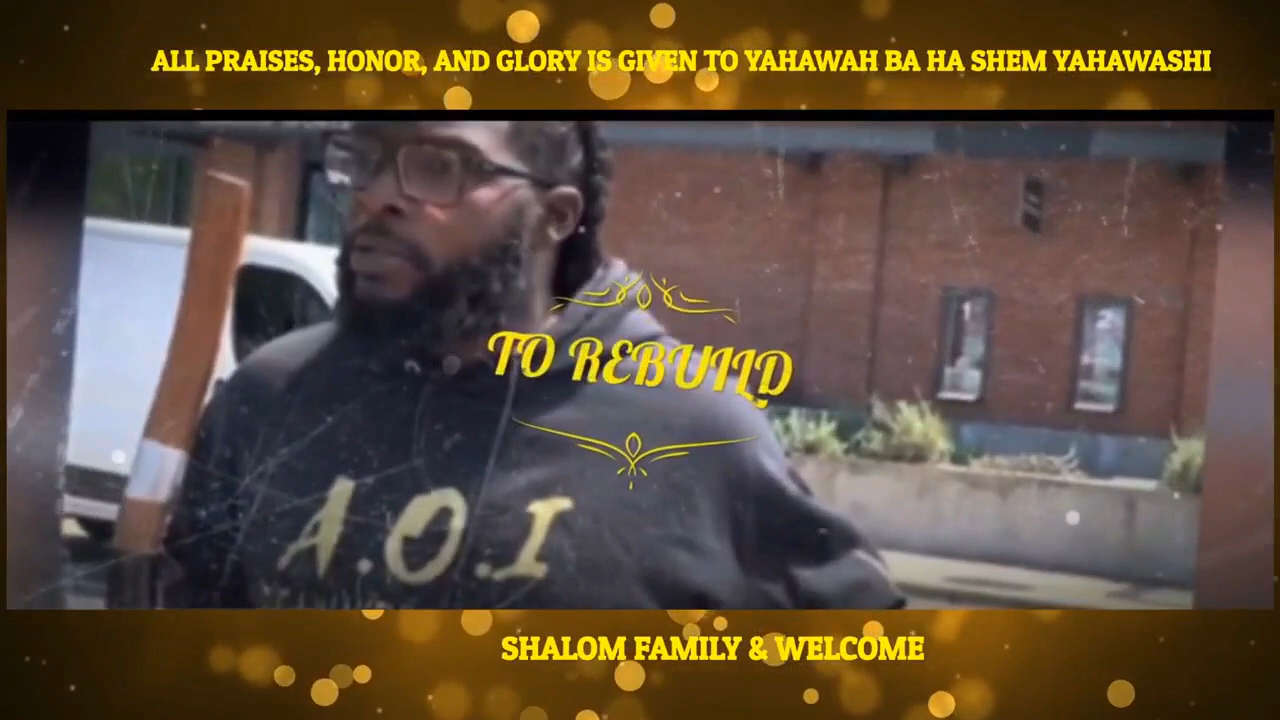 ALL PRAISES, HONOR, AND GLORY IS GIVEN TO YAHAWAH BA HA SHEM YAHAWASHI
TO REBUILD
A.O.I
SHALOM FAMILY & WELCOME